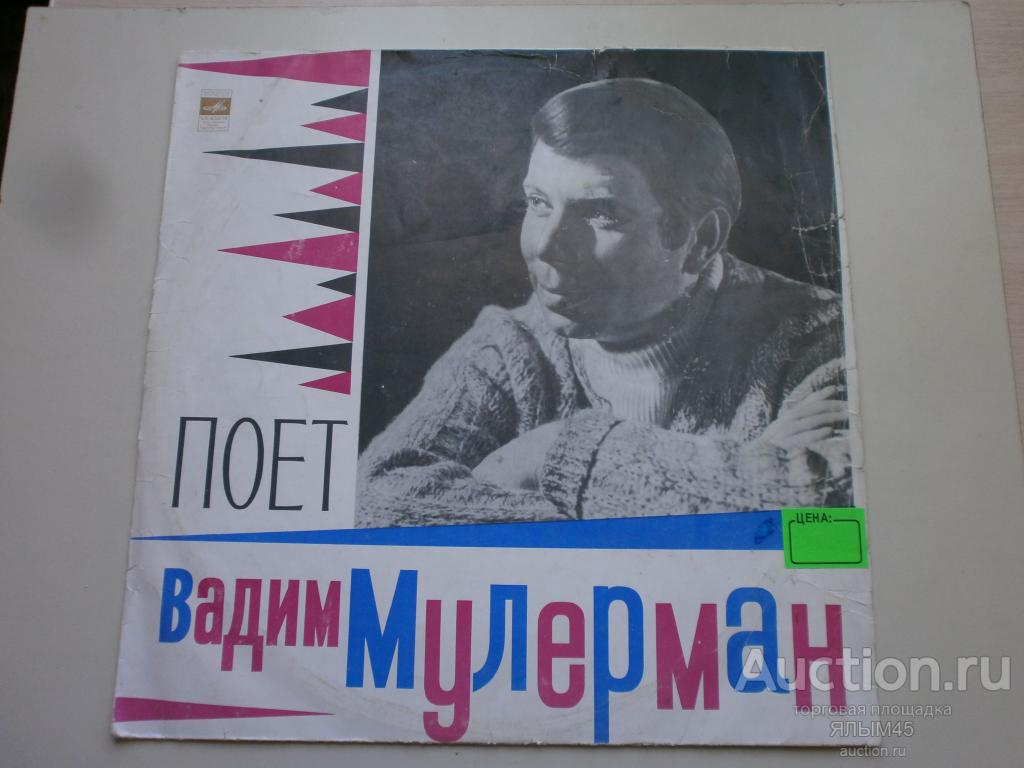 ПОЕТ
ЦЕНА:
Вадим Мулерман
Auction.ru
торговая площадка
ЯЛЫМ45
auction.ru